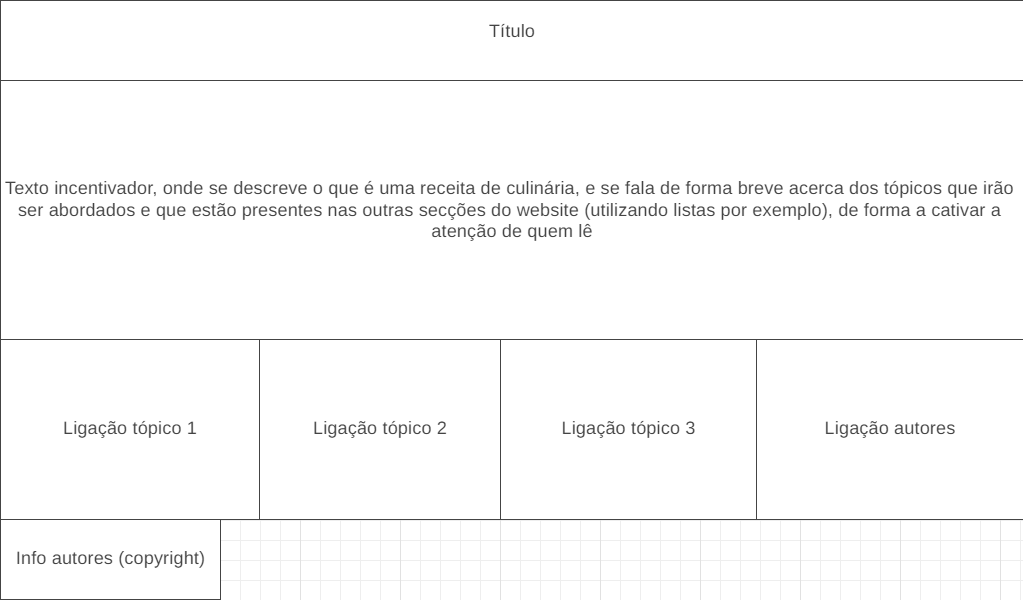 Título
Texto incentivador, onde se descreve o que é uma receita de culinária, e se fala de forma breve acerca dos tópicos que irão
ser abordados e que estão presentes nas outras secções do website (utilizando listas por exemplo), de forma a cativar a
atenção de quem lê
Ligação tópico 1
Ligação tópico 2
Ligação tópico 3
Ligação autores
Info autores (copyright)